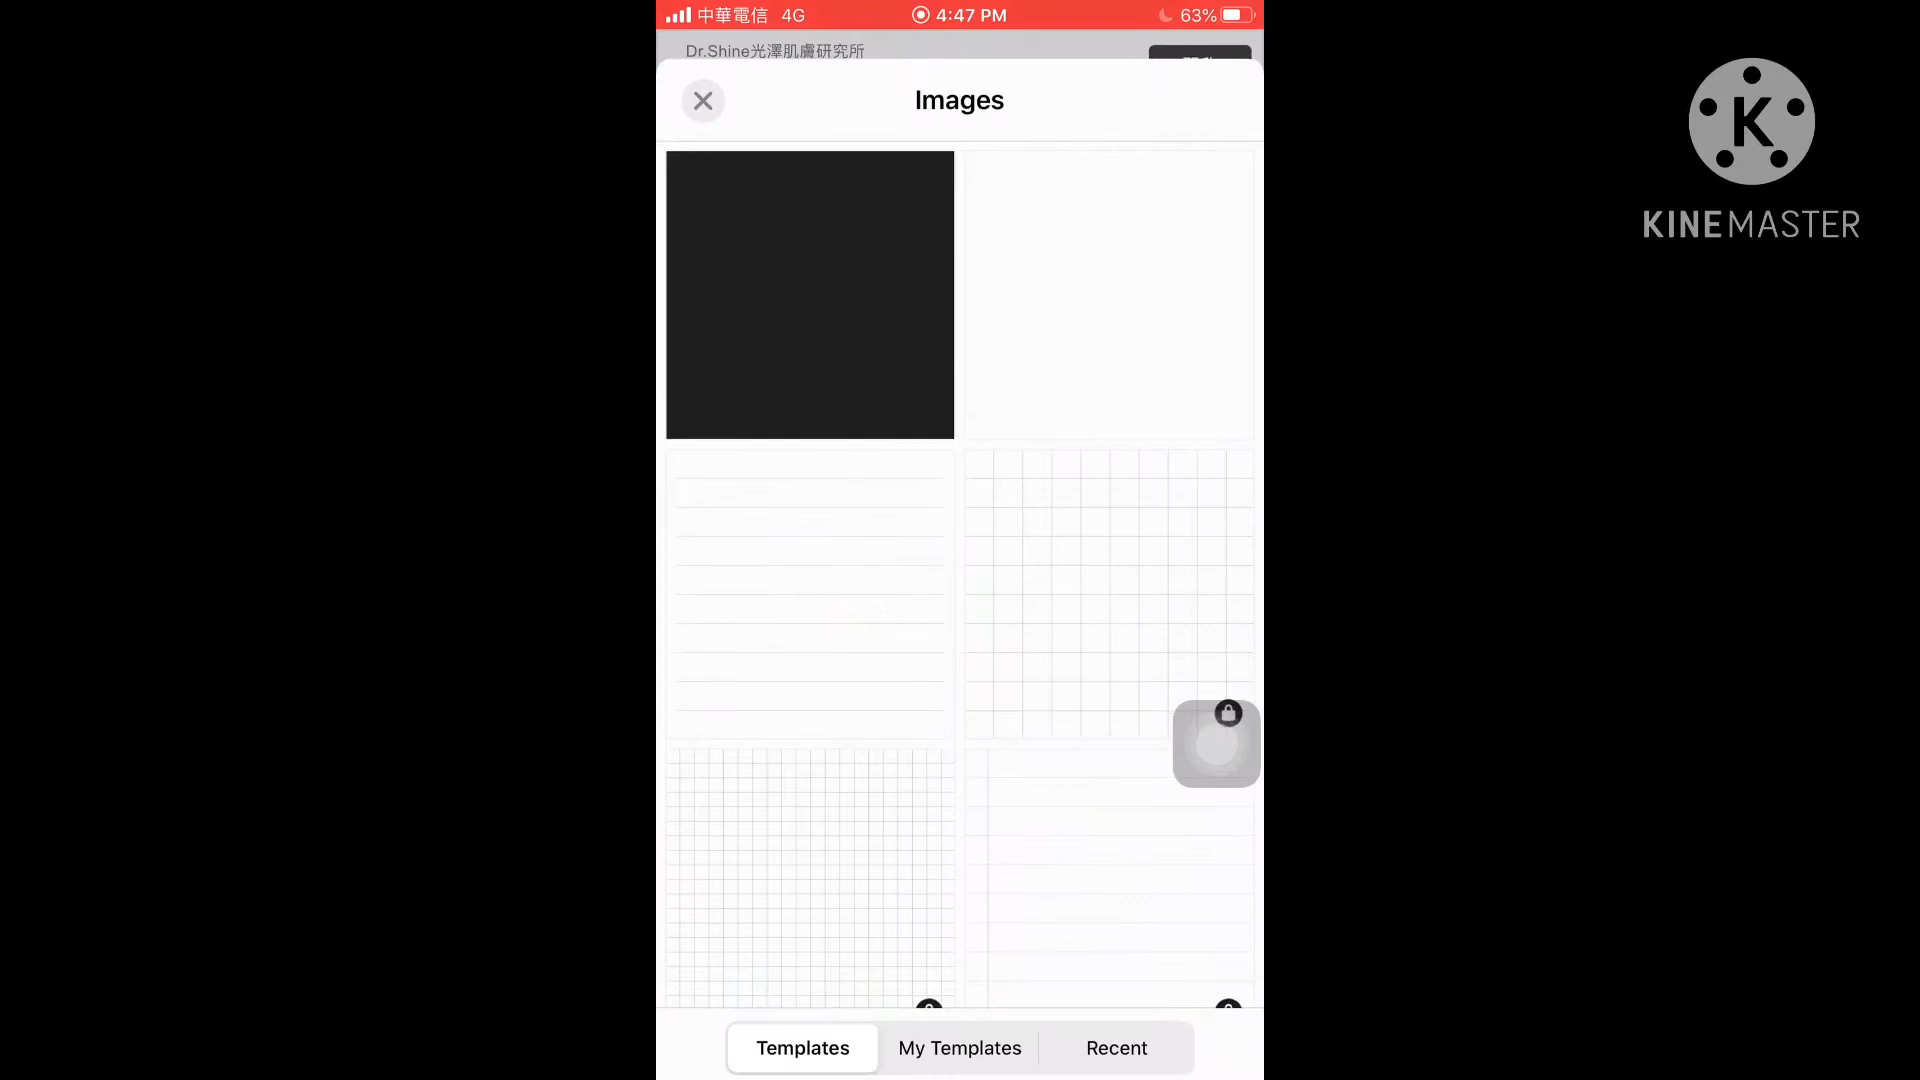 中華電信 4G 4:47 PM 63%
Dr.Shine光澤肌膚研究所
Images
K
KINEMASTER
Templates My Templates Recent